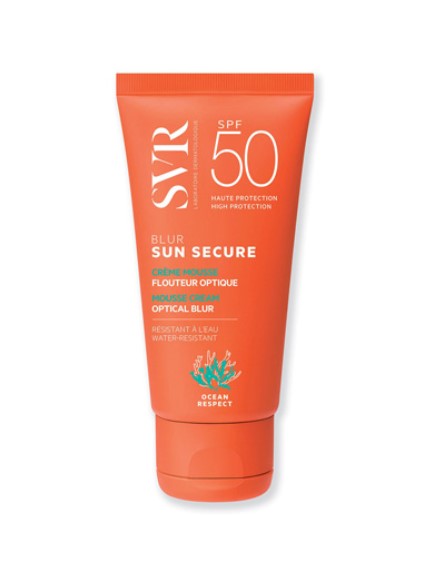 SVR
LABORATOIRE DERMATOLOGIQUE
SPF
50
HAUTE PROTECTION
HIGH PROTECTION
BLUR
SUN SECURE
CRÈME MOUSSE
FLOUTEUR OPTIQUE
MOUSSE CREAM
OPTICAL BLUR
RÉSISTANT À L'EAU
WATER-RESISTANT
OCEAN
RESPECT